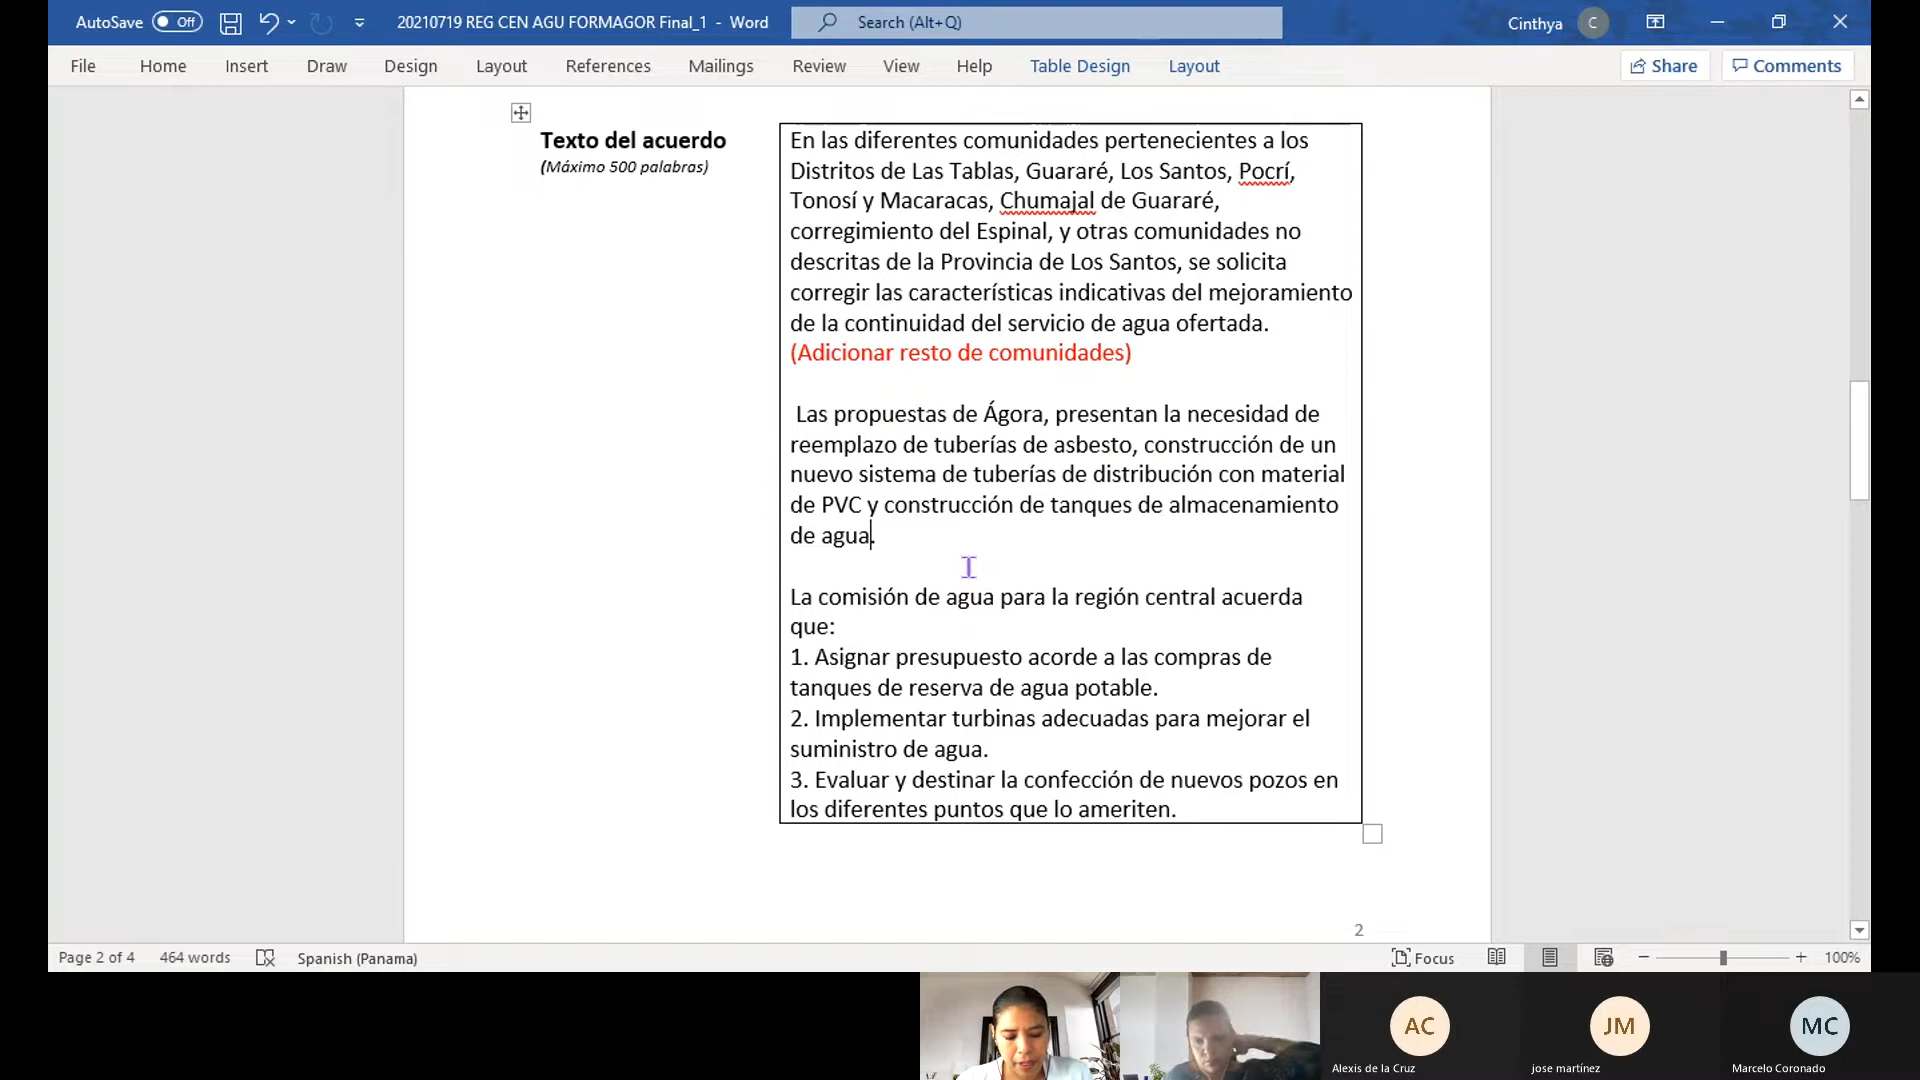 AutoSave Off 20210719 REG CEN AGU FORMAGOR Final_1 - Word Search (Alt+Q) Cinthya C
File Home Insert Draw Design Layout References Mailings Review View Help Table Design Layout Share Comments
Texto del acuerdo
(Máximo 500 palabras)
En las diferentes comunidades pertenecientes a los
Distritos de Las Tablas, Guararé, Los Santos, Pocrí,
Tonosí y Macaracas, Chumajal de Guararé,
corregimiento del Espinal, y otras comunidades no
descritas de la Provincia de Los Santos, se solicita
corregir las características indicativas del mejoramiento
de la continuidad del servicio de agua ofertada.
(Adicionar resto de comunidades)
Las propuestas de Ágora, presentan la necesidad de
reemplazo de tuberías de asbesto, construcción de un
nuevo sistema de tuberías de distribución con material
de PVC y construcción de tanques de almacenamiento
de agua.
La comisión de agua para la región central acuerda
que:
1. Asignar presupuesto acorde a las compras de
tanques de reserva de agua potable.
2. Implementar turbinas adecuadas para mejorar el
suministro de agua.
3. Evaluar y destinar la confección de nuevos pozos en
los diferentes puntos que lo ameriten.
2
Page 2 of 4 464 words Spanish (Panama) Focus 100%
AC JM MC
Alexis de la Cruz jose martínez Marcelo Coronado